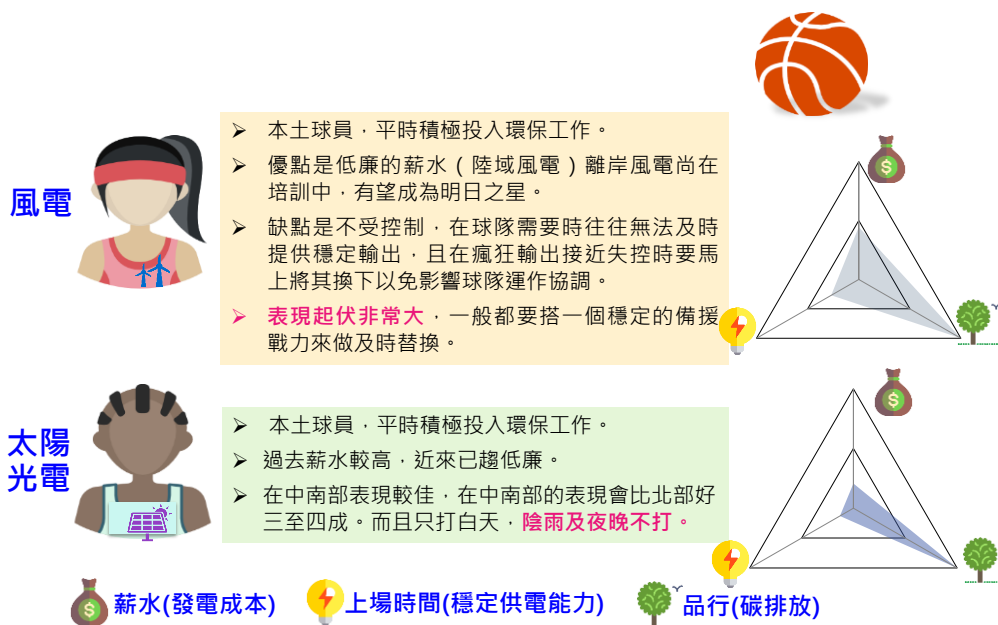 風電
➢ 本土球員，平時積極投入環保工作。
➢ 優點是低廉的薪水（陸域風電）離岸風電尚在
培訓中，有望成為明日之星。
➢ 缺點是不受控制，在球隊需要時往往無法及時
提供穩定輸出，且在瘋狂輸出接近失控時要馬
上將其換下以免影響球隊運作協調。
➢ 表現起伏非常大，一般都要搭一個穩定的備援
戰力來做及時替換。
太陽
光電
➢ 本土球員，平時積極投入環保工作。
➢ 過去薪水較高，近來已趨低廉。
➢ 在中南部表現較佳，在中南部的表現會比北部好
三至四成。而且只打白天，陰雨及夜晚不打。
薪水(發電成本)
上場時間(穩定供電能力)
品行(碳排放)